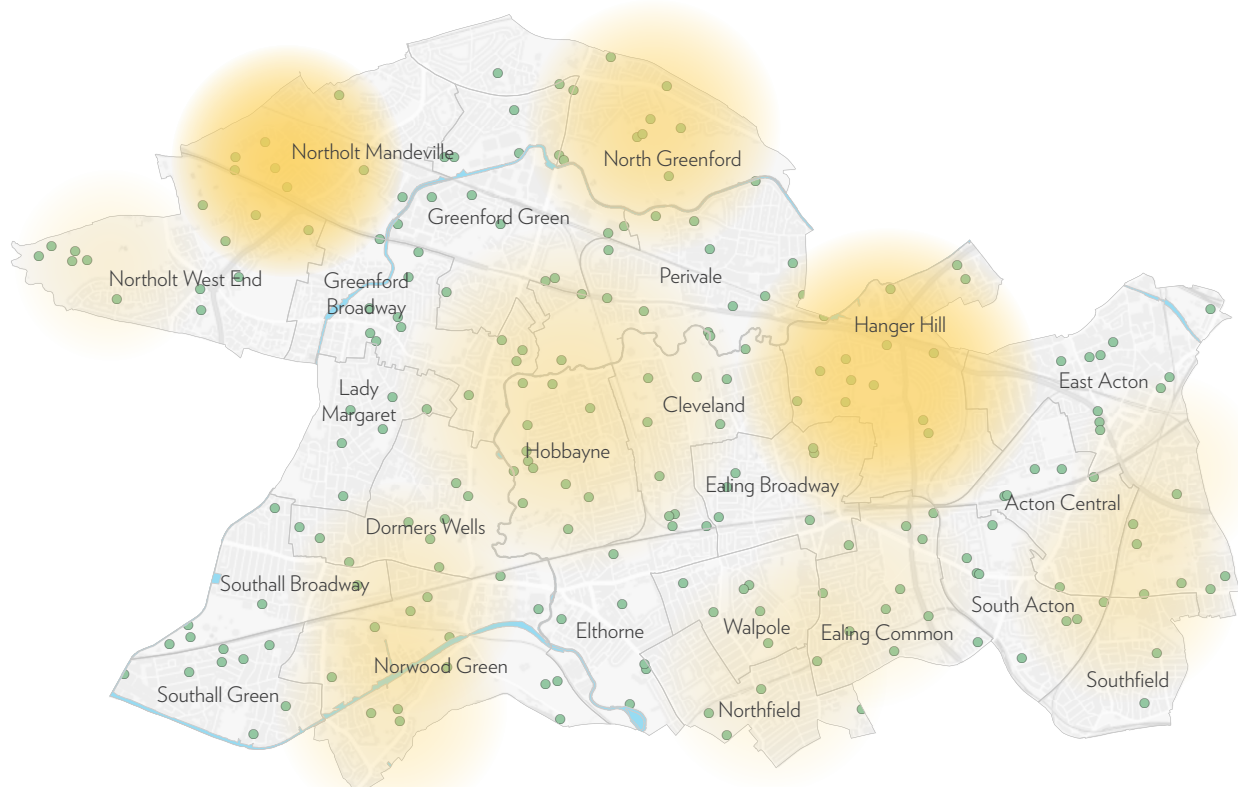 Northolt Mandeville
North Greenford
Greenford Green
Northolt West End
Greenford
Broadway
Perivale
Hanger Hill
East Acton
Lady
Margaret
Cleveland
Hobbayne
Ealing Broadway
Acton Central
Dormers Wells
Southall Broadway
South Acton
Elthorne
Walpole
Ealing Common
Norwood Green
Southfield
Southall Green
Northfield